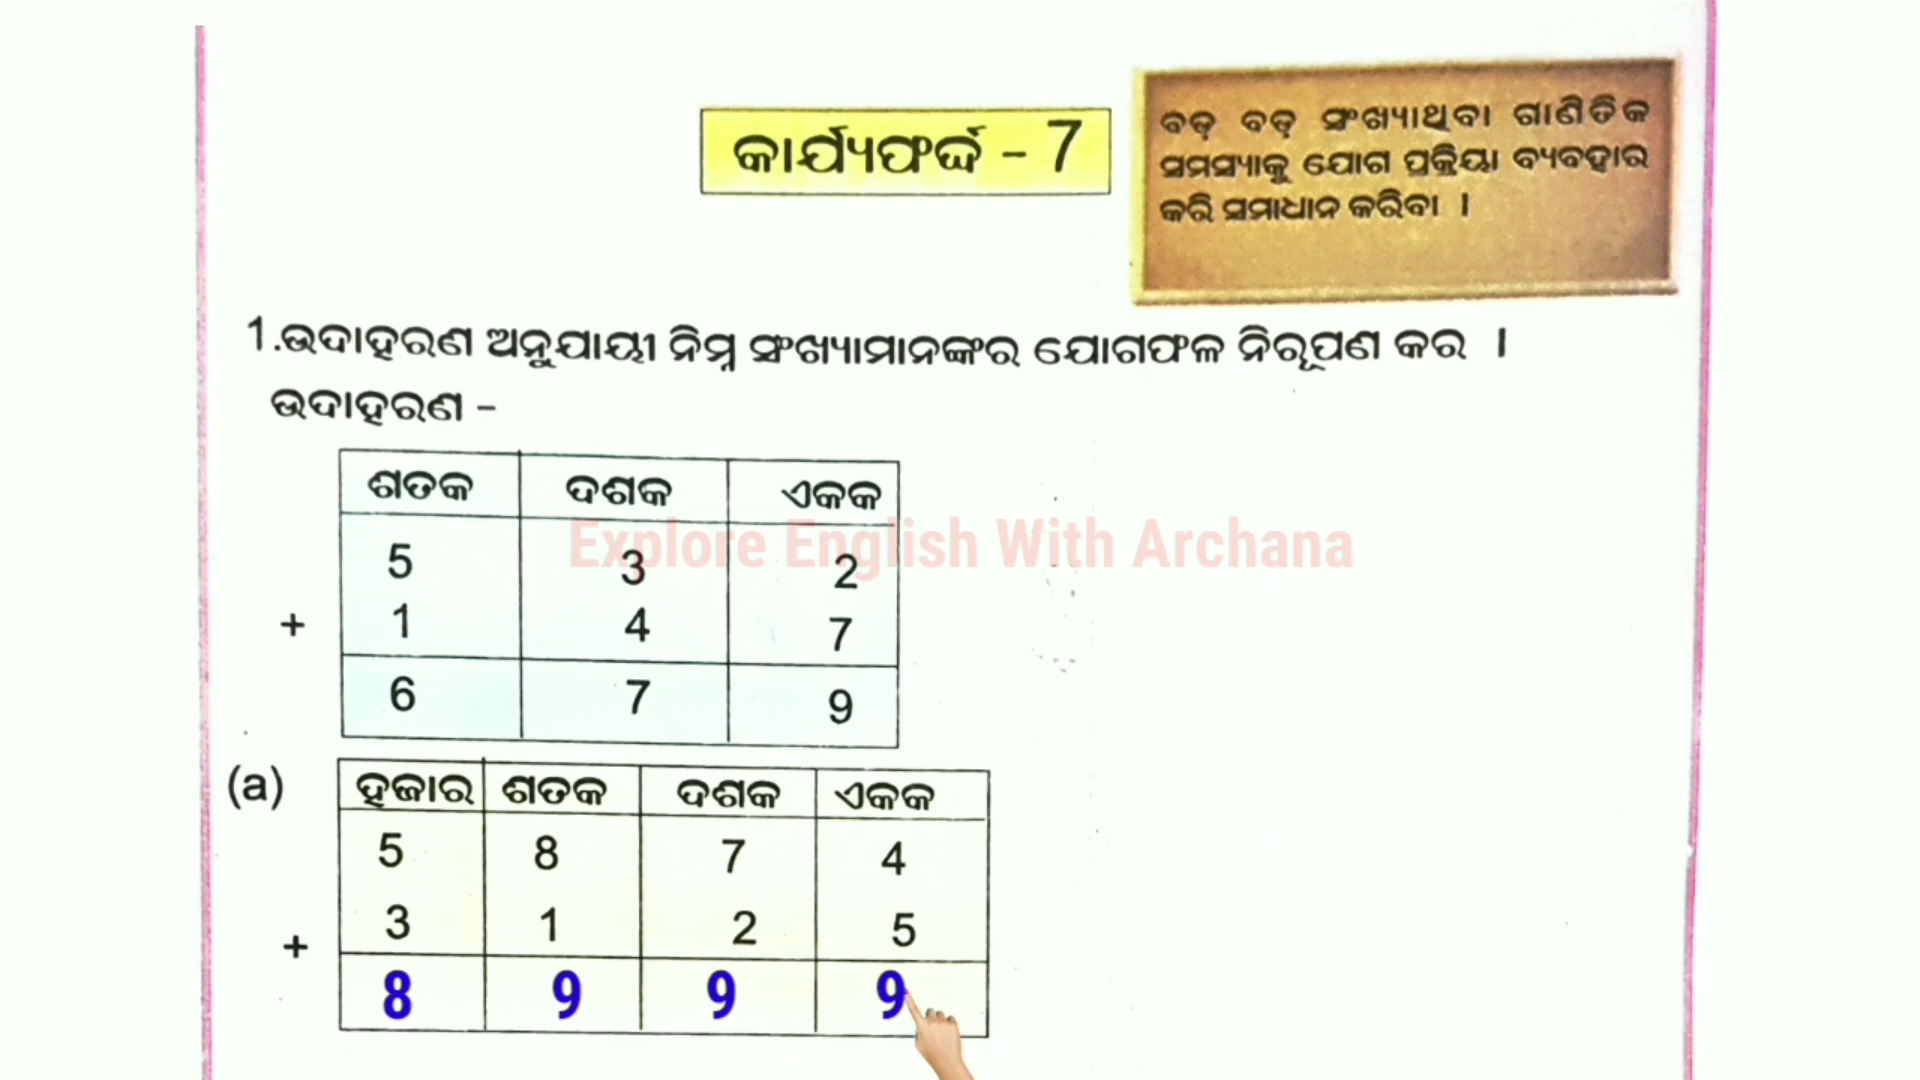 କାର୍ଯ୍ୟଫର୍ଦ୍ଦ – 7
ବଡ଼ ବଡ଼ ସଂଖ୍ୟାଥିବା ଗାଣିତିକ
ସମସ୍ୟାକୁ ଯୋଗ ପ୍ରକ୍ରିୟା ବ୍ୟବହାର
କରି ସମାଧାନ କରିବା ।
1.ଉଦାହରଣ ଅନୁଯାୟୀ ନିମ୍ନ ସଂଖ୍ୟାମାନଙ୍କର ଯୋଗଫଳ ନିରୂପଣ କର ।
ଉଦାହରଣ –
ଶତକ ଦଶକ ଏକକ
Explore English With Archana
5 3 2
+ 1 4 7
6 7 9
(a) ହଜାର ଶତକ ଦଶକ ଏକକ
5 8 7 4
+ 3 1 2 5
8 9 9 9